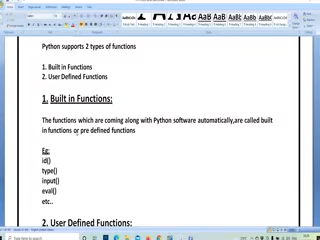 Python supports 2 types of functions
1. Built in Functions
2. User Defined Functions
1. Built in Functions:
The functions which are coming along with Python software automatically,are called built
in functions or pre defined functions
Eg:
id()
type()
input()
eval()
etc..
2. User Defined Functions: